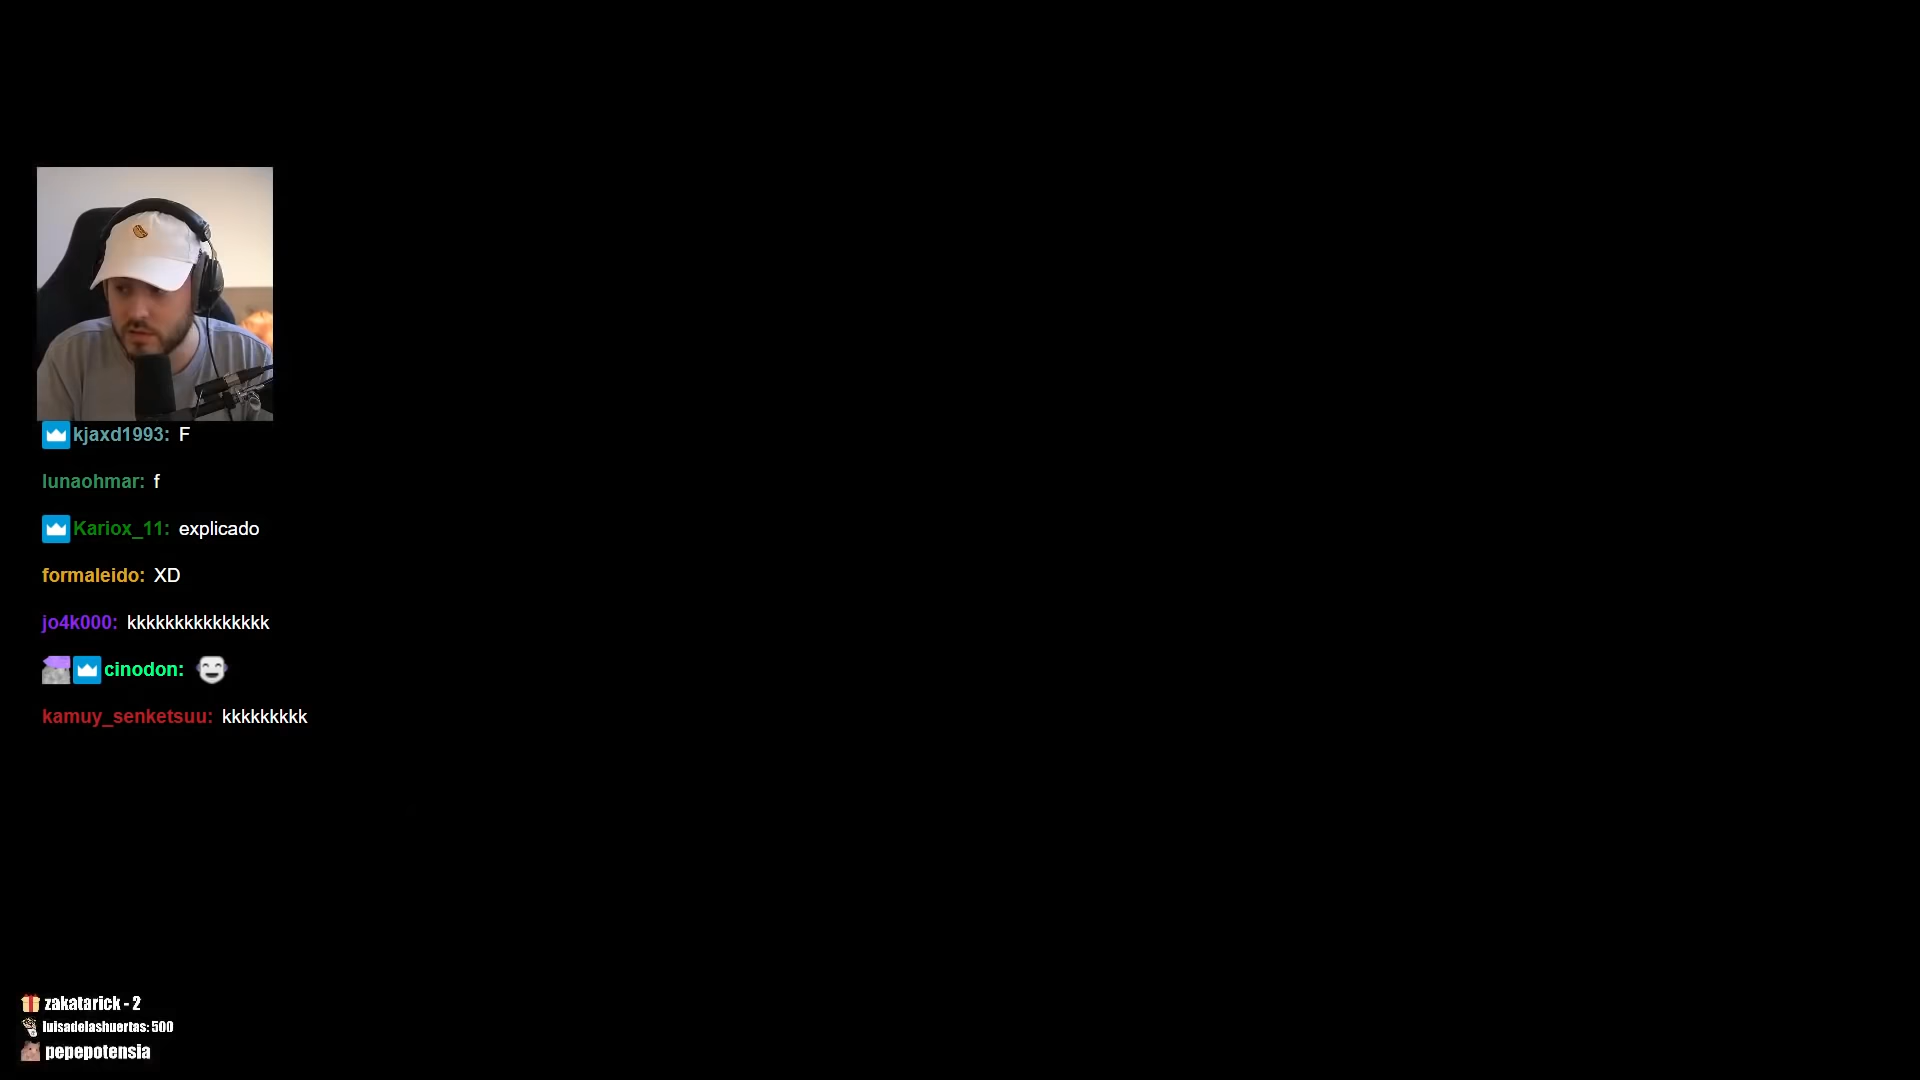 kjaxd1993: F
lunaohmar: f
Kariox_11: explicado
formaleido: XD
jo4k000: kkkkkkkkkkkkkkk
cinodon:
kamuy_senketsuu: kkkkkkkkk
zakatarick - 2
luisadelashuertas: 500
pepepotensia